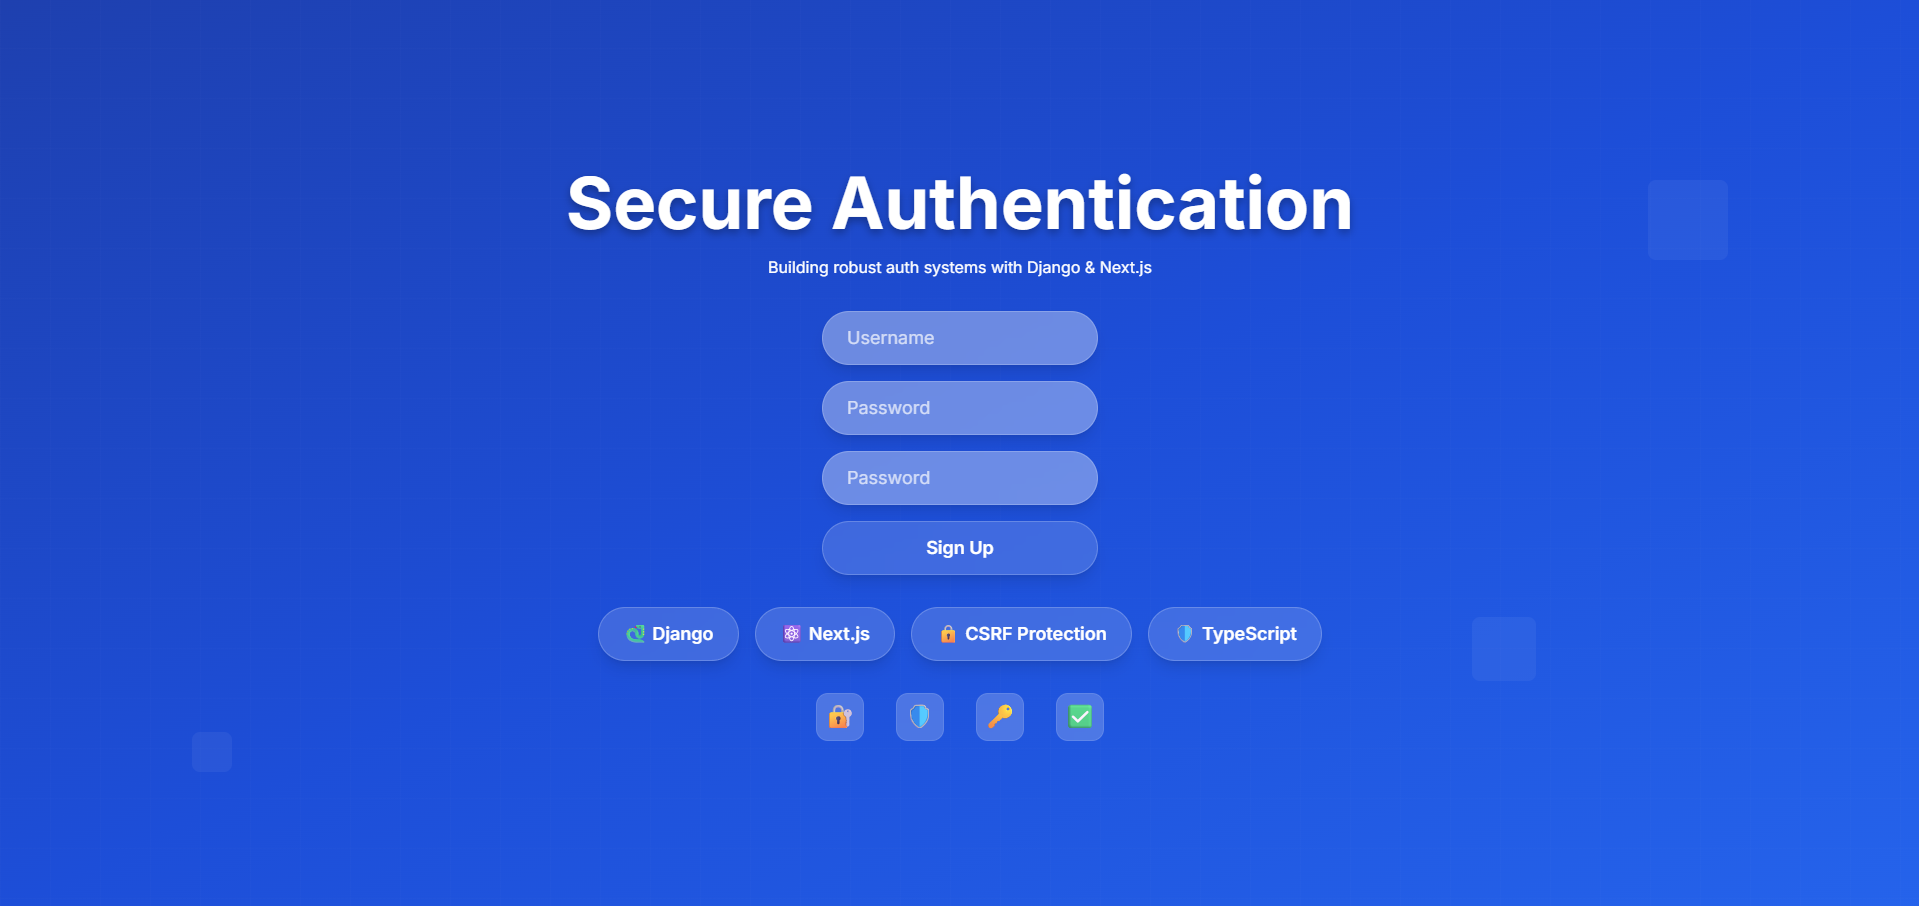 Secure Authentication
Building robust auth systems with Django & Next.js
Username
Password
Password
Sign Up
Django
Next.js
CSRF Protection
TypeScript